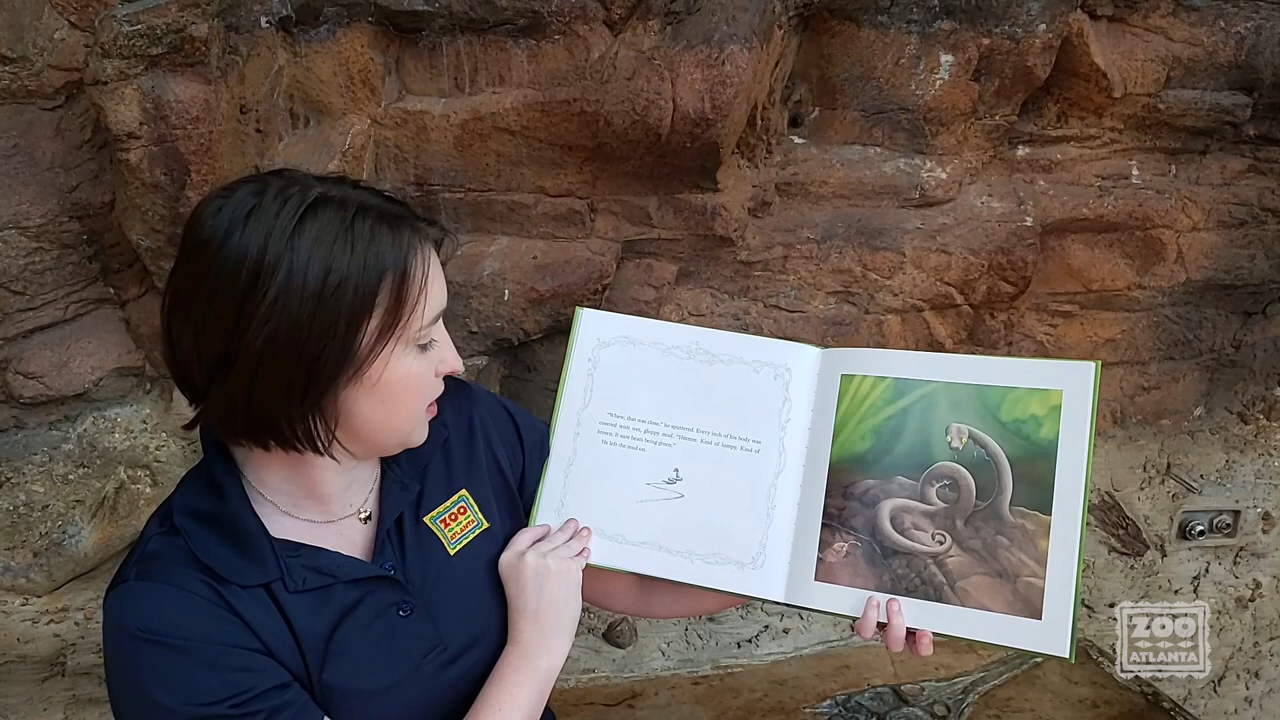 "Whew, that was close," he sputtered. Every inch of his body was
covered with wet, gloppy mud. "Hmmm. Kind of lumpy. Kind of
brown. It sure beats being green."
He left the mud on.
ZOO
ATLANTA
ZOO
ATLANTA